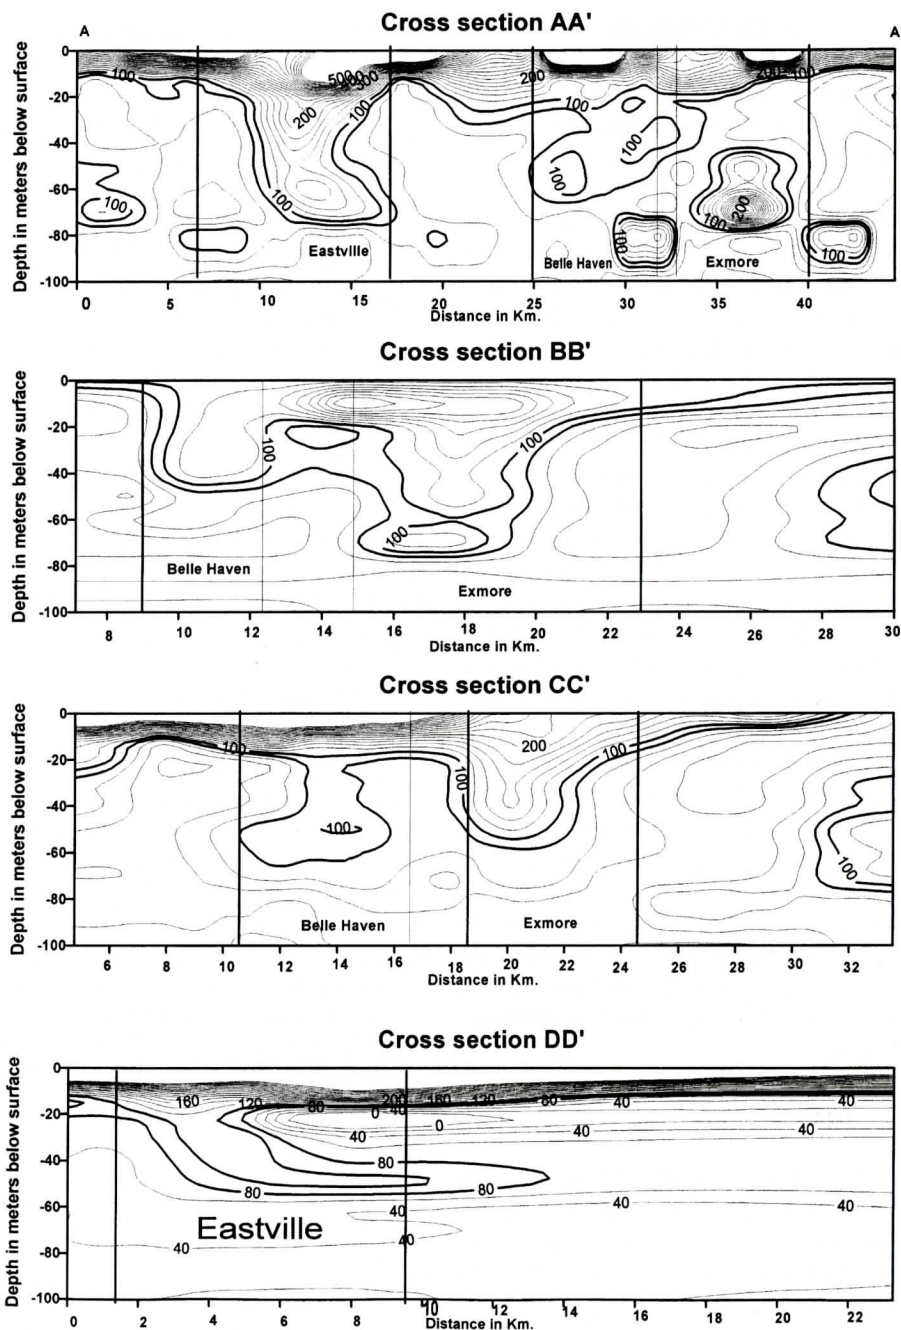 Cross section AA'
A A
Depth in meters below surface
0
-20
-40
-60
-80
-100
100 200 500 400 300 100 200 100 200 100
100 100 100 100 200 100 100
Eastville Belle Haven Exmore
0 5 10 15 20 25 30 35 40
Distance in Km.
Cross section BB'
Depth in meters below surface
0
-20
-40
-60
-80
-100
100 100 100
Belle Haven Exmore
8 10 12 14 16 18 20 22 24 26 28 30
Distance in Km.
Cross section CC'
Depth in meters below surface
0
-20
-40
-60
-80
-100
100 100 200 100
100 100
Belle Haven Exmore
6 8 10 12 14 16 18 20 22 24 26 28 30 32
Distance in Km.
Cross section DD'
Depth in meters below surface
0
-20
-40
-60
-80
-100
160 120 80 200 40 160 120 80 40 40
0 0
40 40 40
80
80 80
40 40
40
40 40
Eastville
0 2 4 6 8 10 12 14 16 18 20 22
Distance in Km.